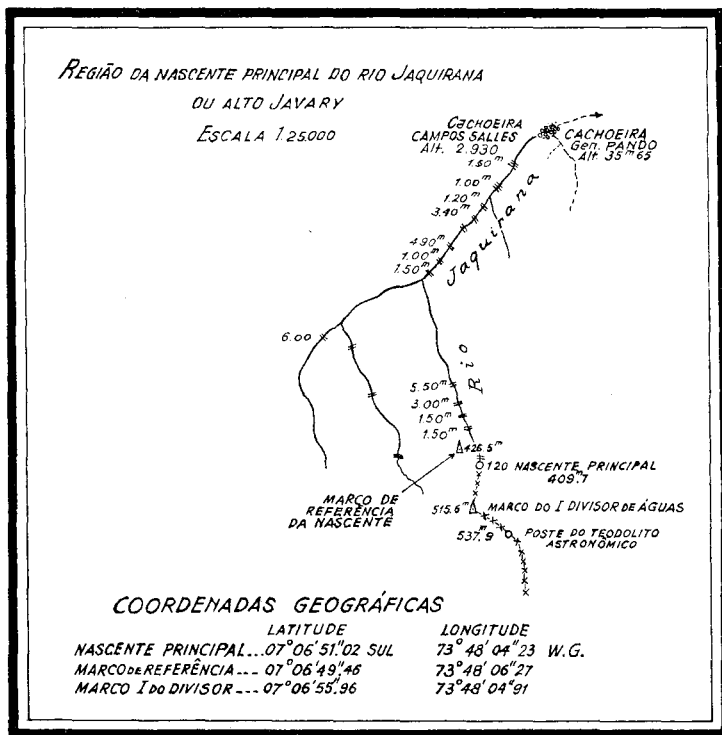 REGIÃO DA NASCENTE PRINCIPAL DO RIO JAQUIRANA
OU ALTO JAVARY
ESCALA 1:25.000
CACHOEIRA
CAMPOS SALLES
Alt. 2.930
CACHOEIRA
Gen. PANDO
Alt. 35m65
1.50m
1.00m
1.20m
3.40m
4.90m
1.00m
1.50m
Jaquirana
6.00
Rio
5.50m
3.00m
1.50m
1.50m
426.5m
120 NASCENTE PRINCIPAL
409m.7
MARCO DE
REFERÊNCIA
DA NASCENTE
515.6m
MARCO DO I DIVISOR DE ÁGUAS
537m.9
POSTE DO TEODOLITO
ASTRONÔMICO
COORDENADAS GEOGRÁFICAS
LATITUDE LONGITUDE
NASCENTE PRINCIPAL...07°06'51."02 SUL 73°48'04"23 W.G.
MARCO DE REFERÊNCIA --- 07°06'49."46 73°48'06"27
MARCO I DO DIVISOR --- 07°06'55."96 73°48'04"91